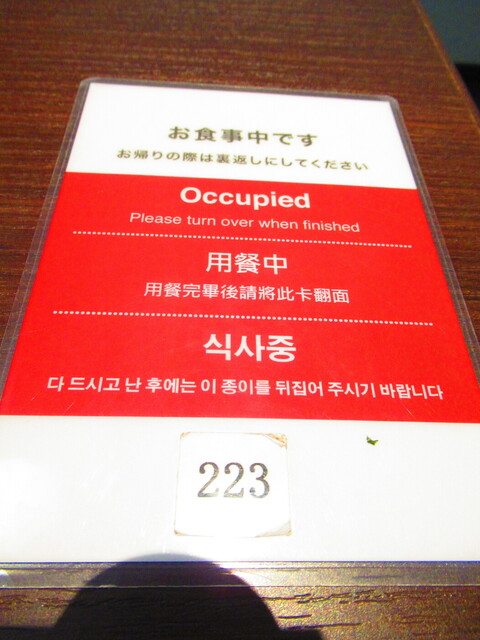 お食事中です
お帰りの際は裏返しにしてください
Occupied
Please turn over when finished
用餐中
用餐完畢後請將此卡翻面
식사중
다 드시고 난 후에는 이 종이를 뒤집어 주시기 바랍니다
223